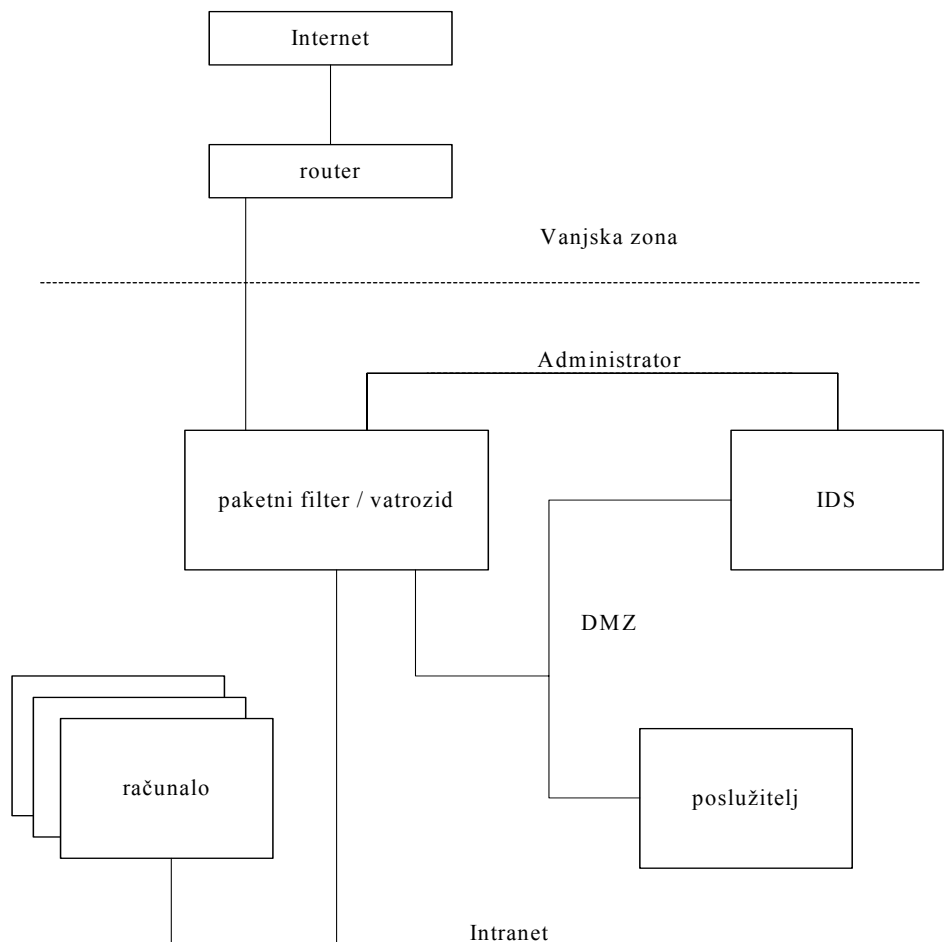 Internet
router
Vanjska zona
Administrator
paketni filter / vatrozid
IDS
DMZ
računalo
poslužitelj
Intranet